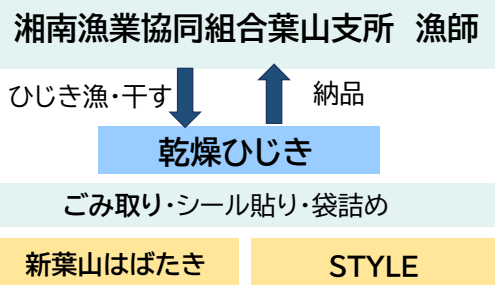 湘南漁業協同組合葉山支所 漁師
ひじき漁・干す 納品
乾燥ひじき
ごみ取り・シール貼り・袋詰め
新葉山はばたき STYLE